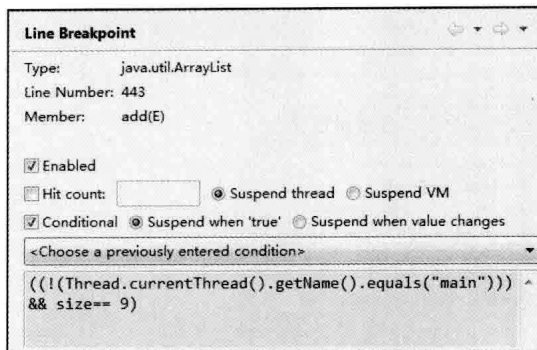 Line Breakpoint
Type: java.util.ArrayList
Line Number: 443
Member: add(E)
Enabled
Hit count: Suspend thread Suspend VM
Conditional Suspend when 'true' Suspend when value changes
<Choose a previously entered condition>
((!(Thread.currentThread().getName().equals("main")))
&& size== 9)